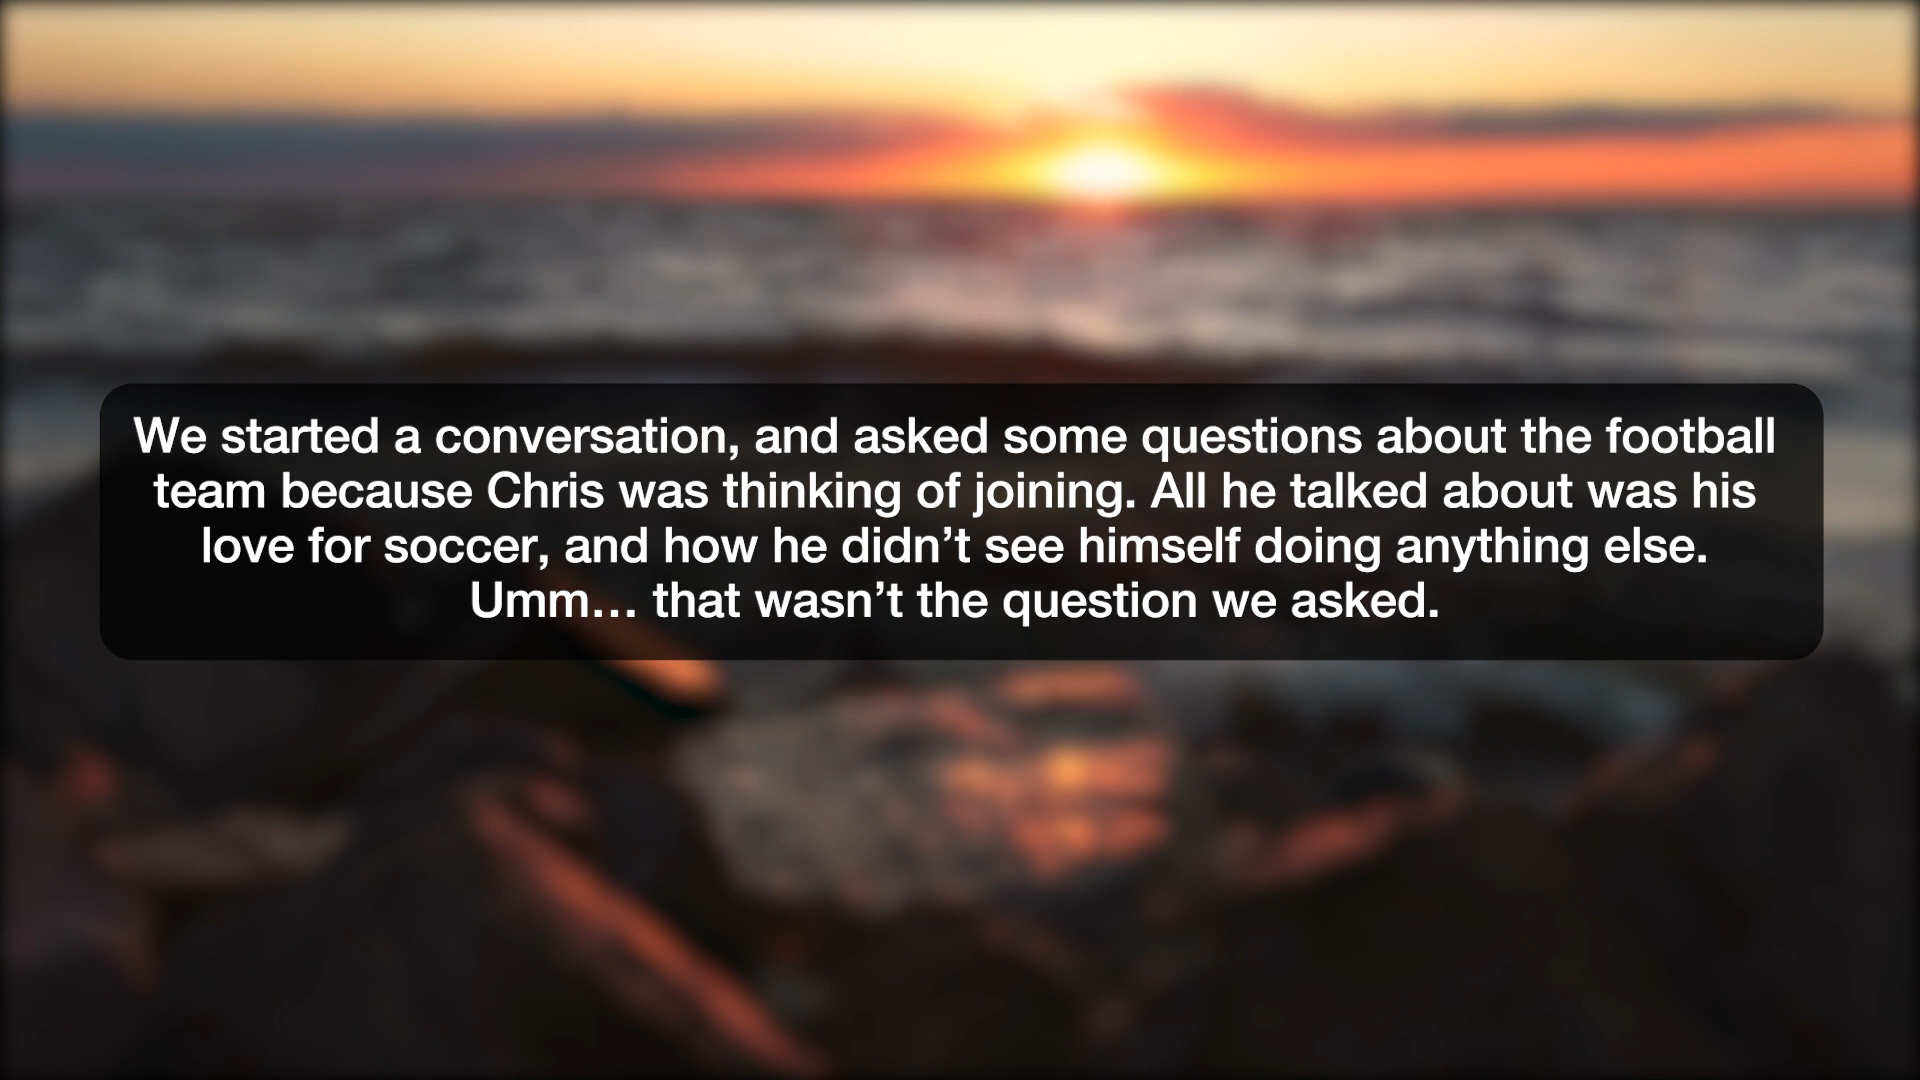 We started a conversation, and asked some questions about the football
team because Chris was thinking of joining. All he talked about was his
love for soccer, and how he didn’t see himself doing anything else.
Umm… that wasn’t the question we asked.